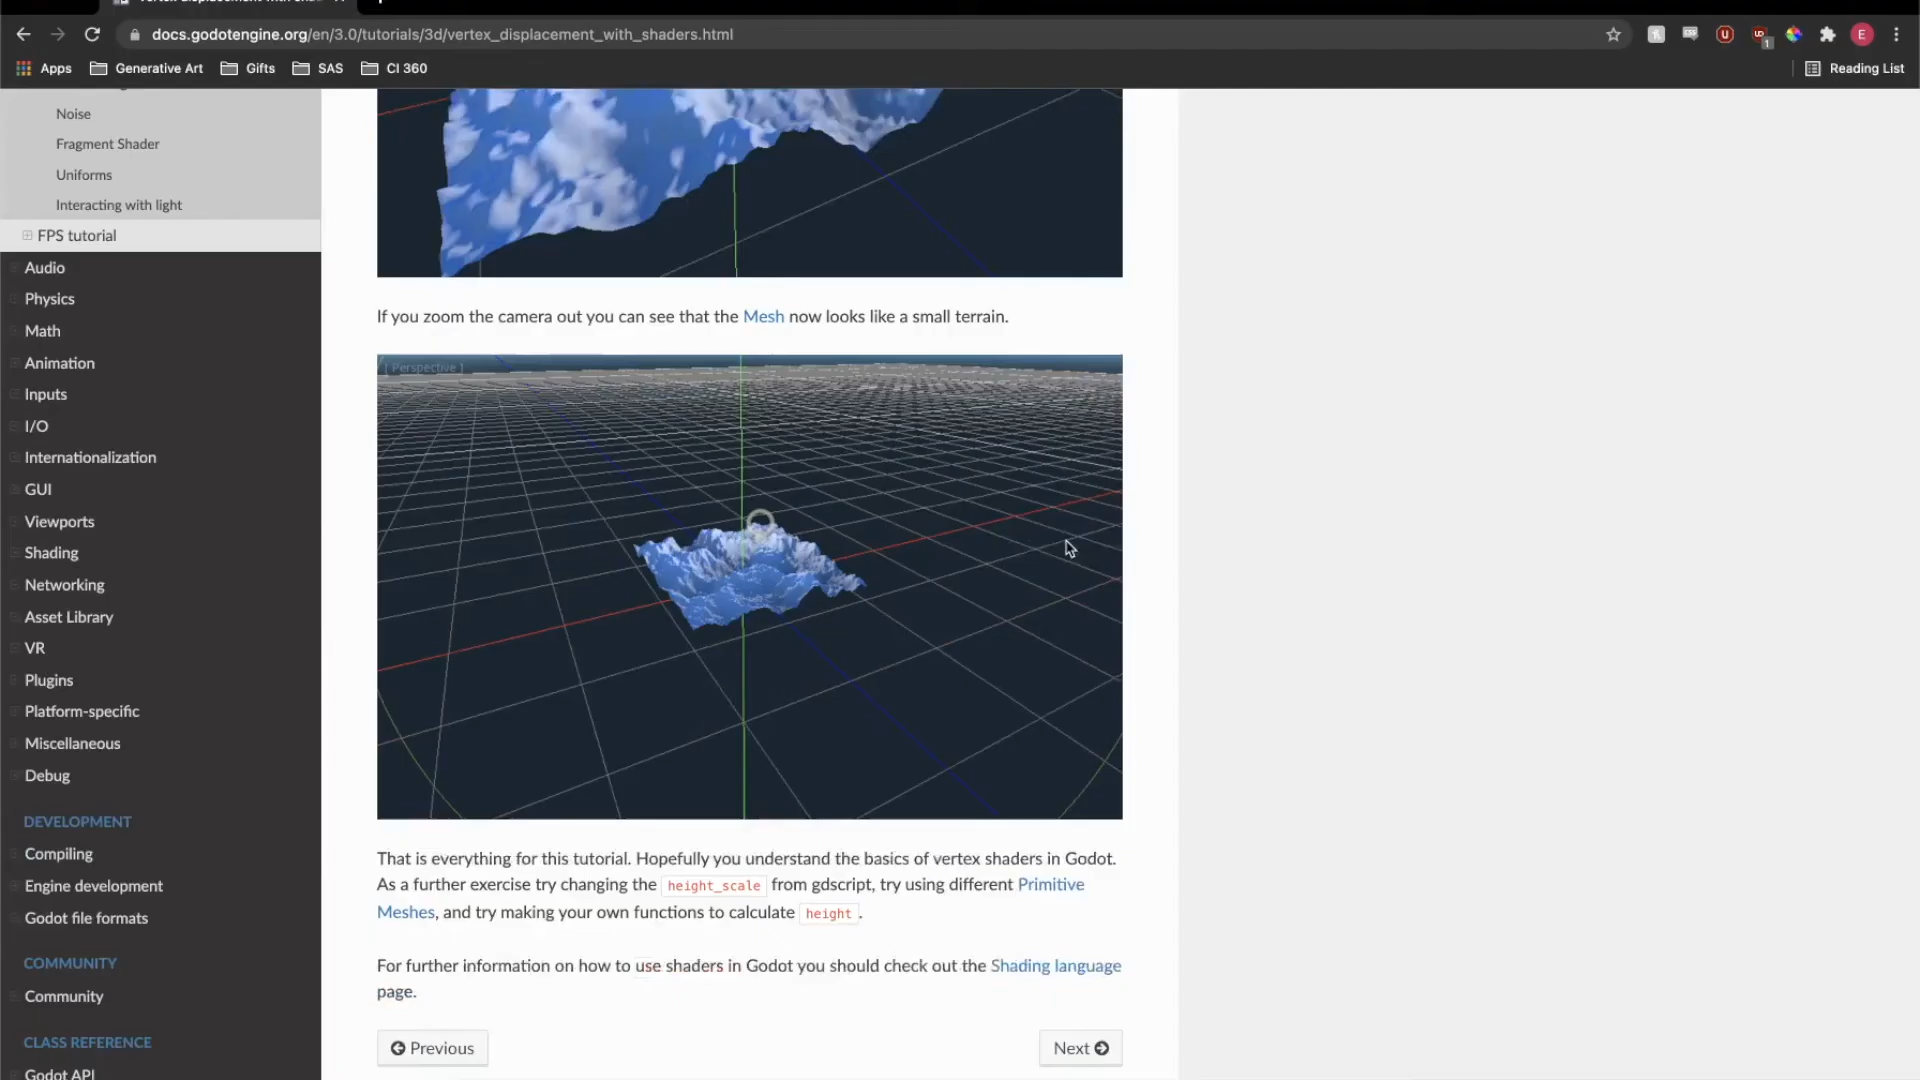 docs.godotengine.org/en/3.0/tutorials/3d/vertex_displacement_with_shaders.html
Apps Generative Art Gifts SAS CI 360 Reading List
Noise
Fragment Shader
Uniforms
Interacting with light
FPS tutorial
Audio
Physics
Math
Animation
Inputs
I/O
Internationalization
GUI
Viewports
Shading
Networking
Asset Library
VR
Plugins
Platform-specific
Miscellaneous
Debug
DEVELOPMENT
Compiling
Engine development
Godot file formats
COMMUNITY
Community
CLASS REFERENCE
Godot API
If you zoom the camera out you can see that the Mesh now looks like a small terrain.
[ Perspective ]
That is everything for this tutorial. Hopefully you understand the basics of vertex shaders in Godot.
As a further exercise try changing the height_scale from gdscript, try using different Primitive
Meshes, and try making your own functions to calculate height.
For further information on how to use shaders in Godot you should check out the Shading language
page.
Previous
Next